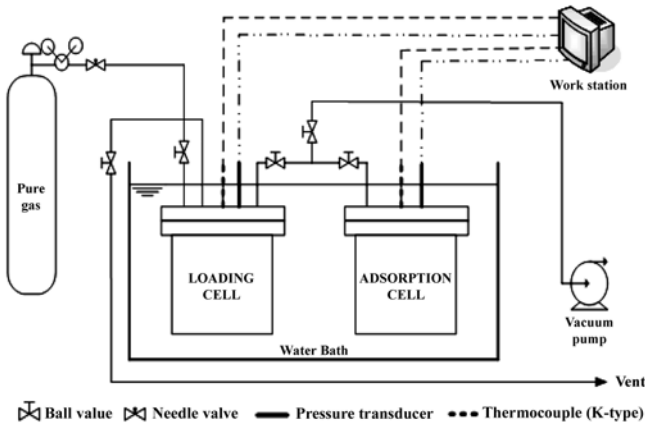 Work station
Pure
gas
LOADING
CELL
ADSORPTION
CELL
Vacuum
pump
Water Bath
Vent
Ball value
Needle valve
Pressure transducer
Thermocouple (K-type)